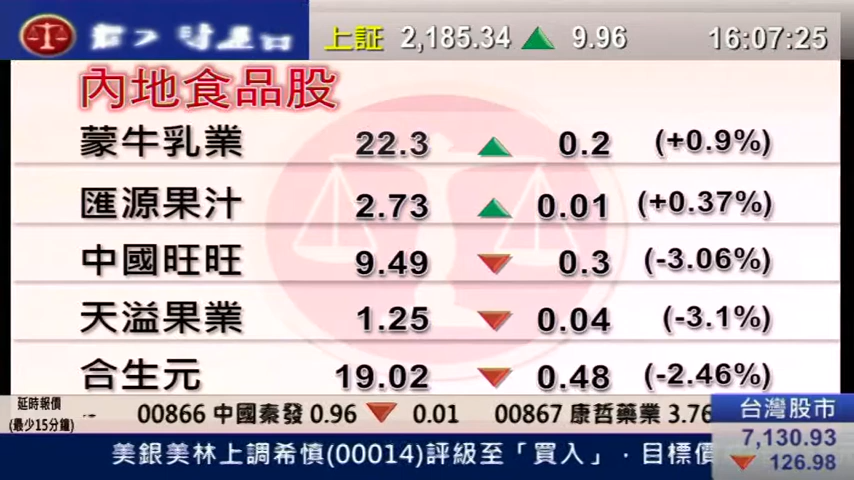 上証 2,185.34 ▲ 9.96 16:07:25
內地食品股
蒙牛乳業 22.3 ▲ 0.2 (+0.9%)
匯源果汁 2.73 ▲ 0.01 (+0.37%)
中國旺旺 9.49 ▼ 0.3 (-3.06%)
天溢果業 1.25 ▼ 0.04 (-3.1%)
合生元 19.02 ▼ 0.48 (-2.46%)
延時報價
(最少15分鐘)
00866 中國秦發 0.96 ▼ 0.01 00867 康哲藥業 3.76
台灣股市
7,130.93
▼ 126.98
美銀美林上調希慎(00014)評級至「買入」，目標價